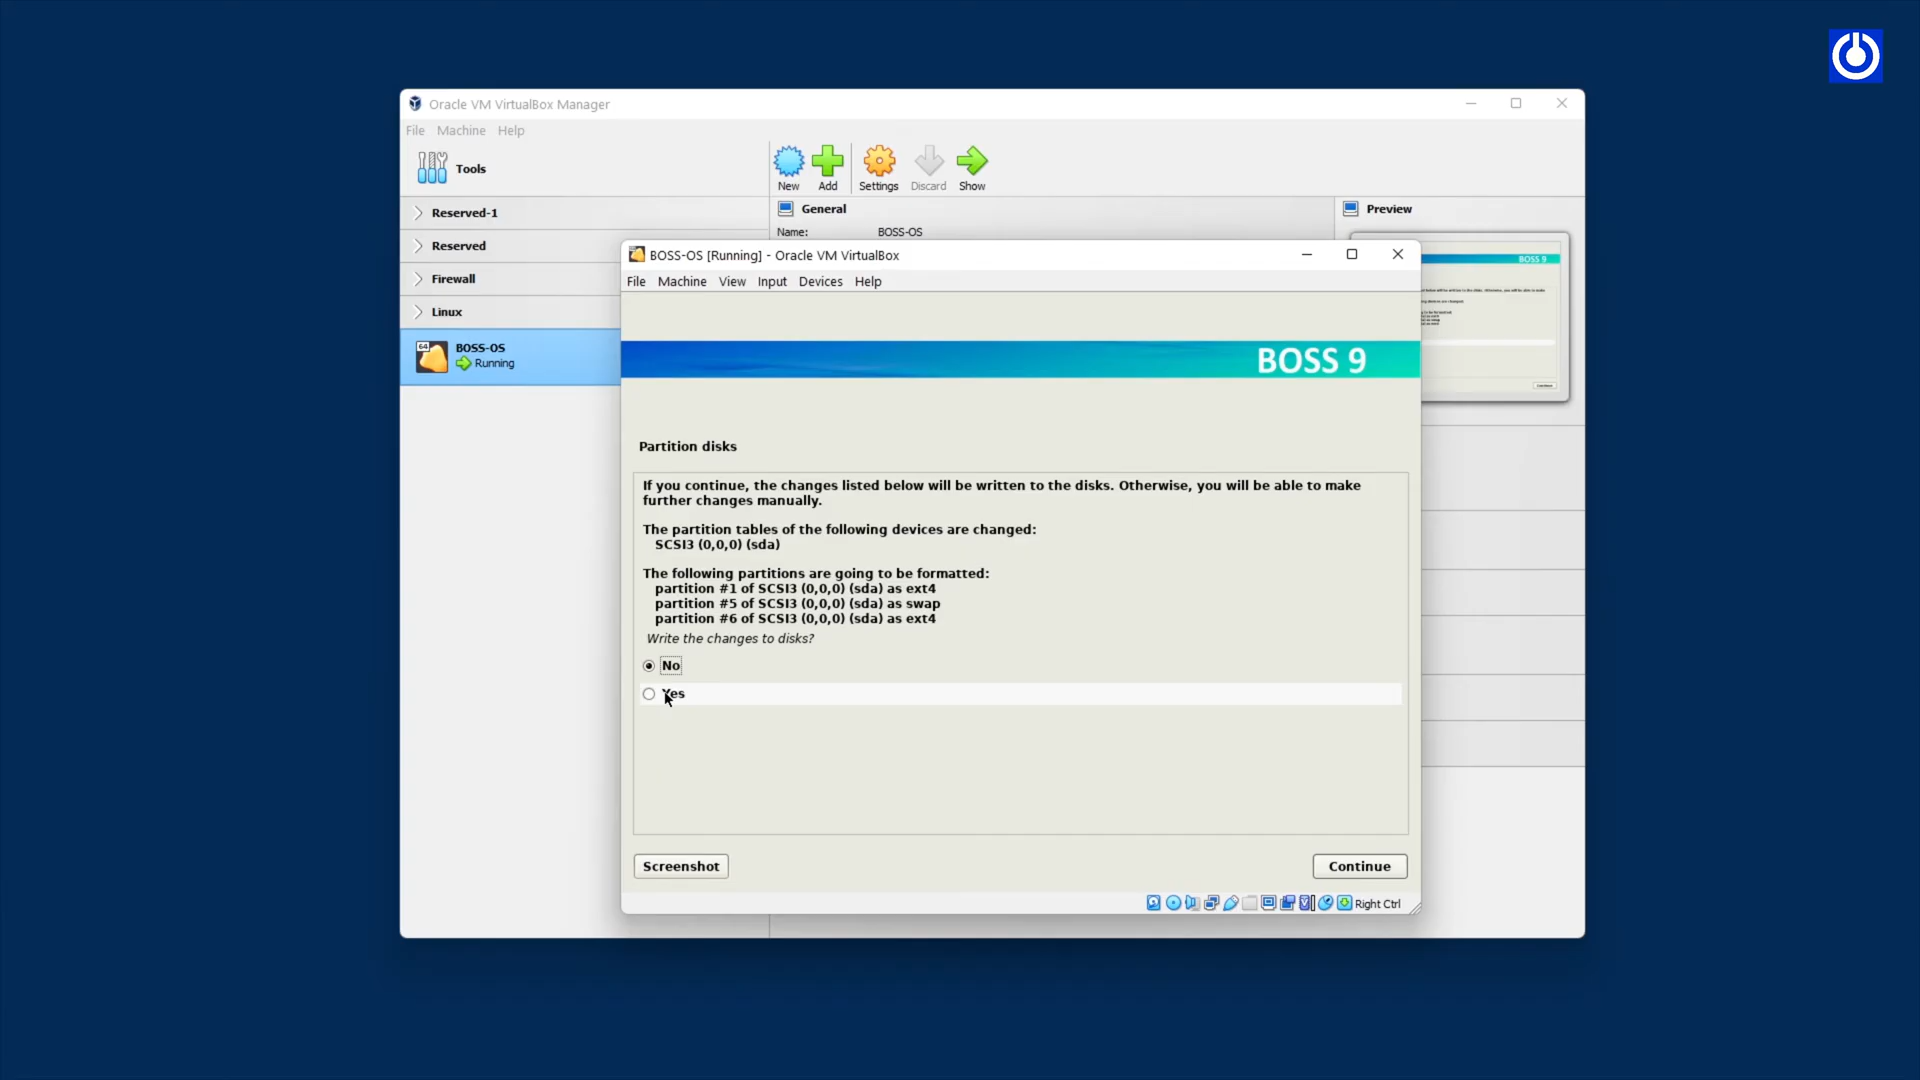 Oracle VM VirtualBox Manager
File Machine Help
Tools
New Add Settings Discard Show
Reserved-1
Reserved
Firewall
Linux
64
BOSS-OS
Running
General
Name: BOSS-OS
Preview
BOSS 9
BOSS-OS [Running] - Oracle VM VirtualBox
File Machine View Input Devices Help
BOSS 9
Partition disks
If you continue, the changes listed below will be written to the disks. Otherwise, you will be able to make
further changes manually.
The partition tables of the following devices are changed:
SCSI3 (0,0,0) (sda)
The following partitions are going to be formatted:
partition #1 of SCSI3 (0,0,0) (sda) as ext4
partition #5 of SCSI3 (0,0,0) (sda) as swap
partition #6 of SCSI3 (0,0,0) (sda) as ext4
Write the changes to disks?
No
Yes
Screenshot Continue
Right Ctrl